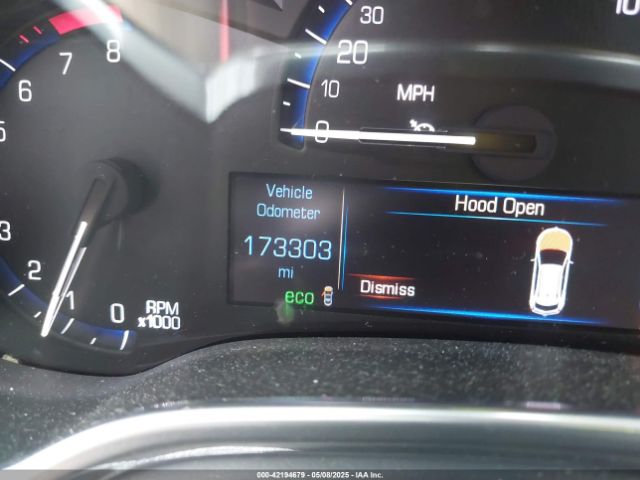 30
20
10
0
MPH
10
8
7
6
5
3
2
1
0
RPM
x1000
Vehicle
Odometer
173303
mi
eco
Hood Open
Dismiss
000-42194679 - 05/08/2025 - IAA Inc.